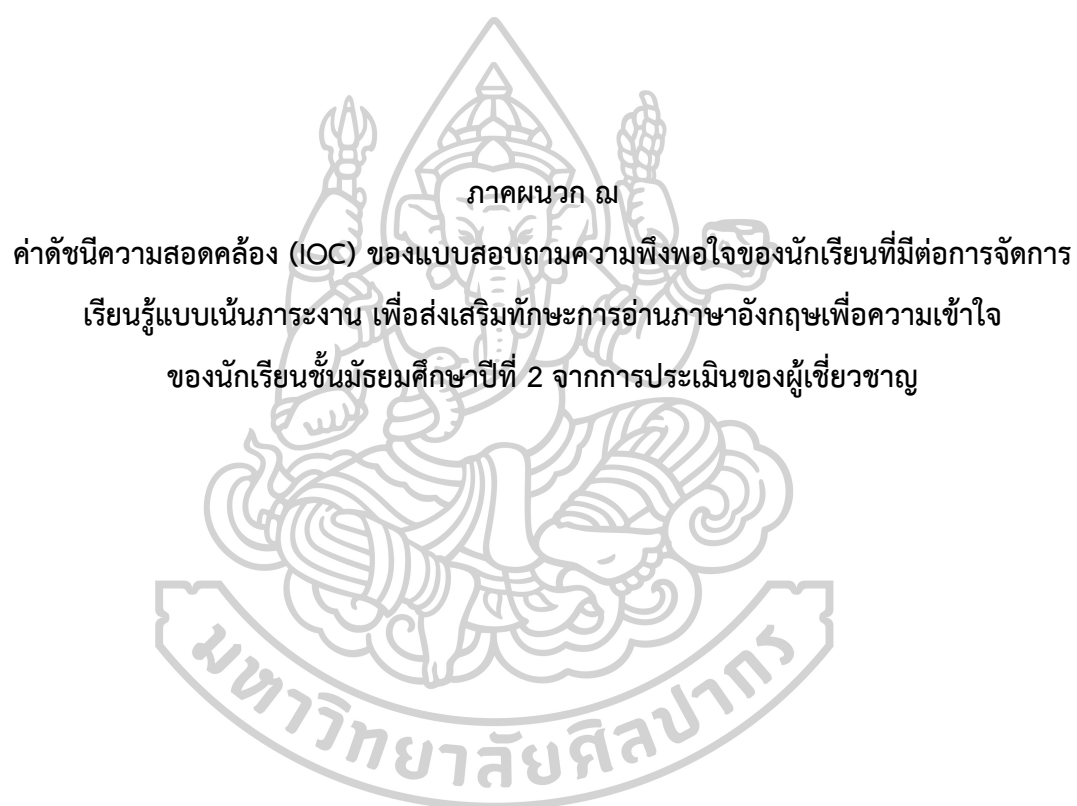 ภาคผนวก ฌ
ค่าดัชนีความสอดคล้อง (IOC) ของแบบสอบถามความพึงพอใจของนักเรียนที่มีต่อการจัดการ
เรียนรู้แบบเน้นภาระงาน เพื่อส่งเสริมทักษะการอ่านภาษาอังกฤษเพื่อความเข้าใจ
ของนักเรียนชั้นมัธยมศึกษาปีที่ 2 จากการประเมินของผู้เชี่ยวชาญ
มหาวิทยาลัยศิลปากร